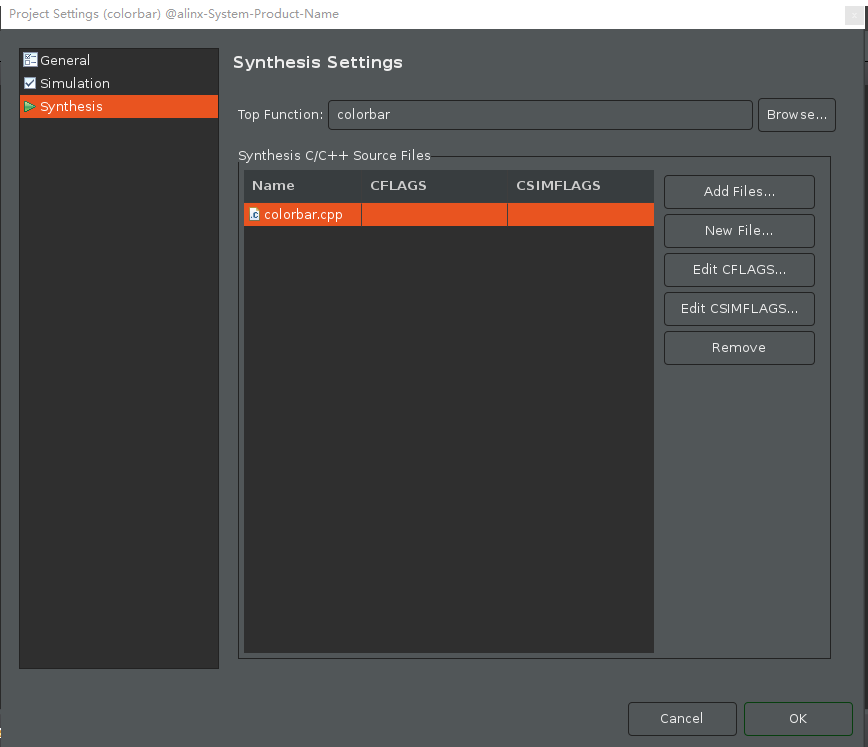 Project Settings (colorbar) @alinx-System-Product-Name
General
Simulation
Synthesis
Synthesis Settings
Top Function: colorbar Browse...
Synthesis C/C++ Source Files
Name CFLAGS CSIMFLAGS
colorbar.cpp
Add Files...
New File...
Edit CFLAGS...
Edit CSIMFLAGS...
Remove
Cancel OK